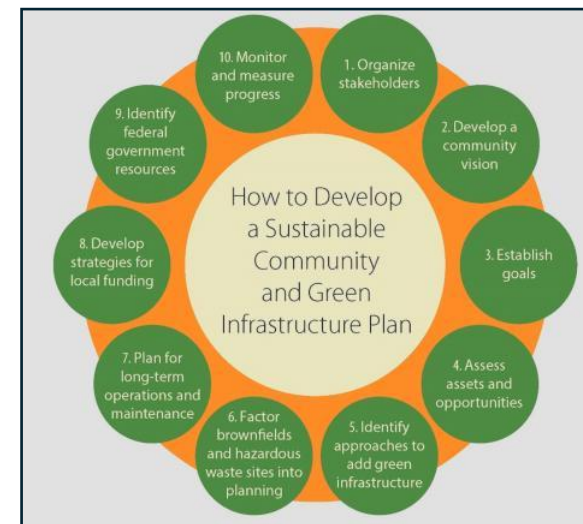 How to Develop
a Sustainable
Community
and Green
Infrastructure Plan
1. Organize
stakeholders
2. Develop a
community
vision
3. Establish
goals
4. Assess
assets and
opportunities
5. Identify
approaches to
add green
infrastructure
6. Factor
brownfields
and hazardous
waste sites into
planning
7. Plan for
long-term
operations and
maintenance
8. Develop
strategies for
local funding
9. Identify
federal
government
resources
10. Monitor
and measure
progress